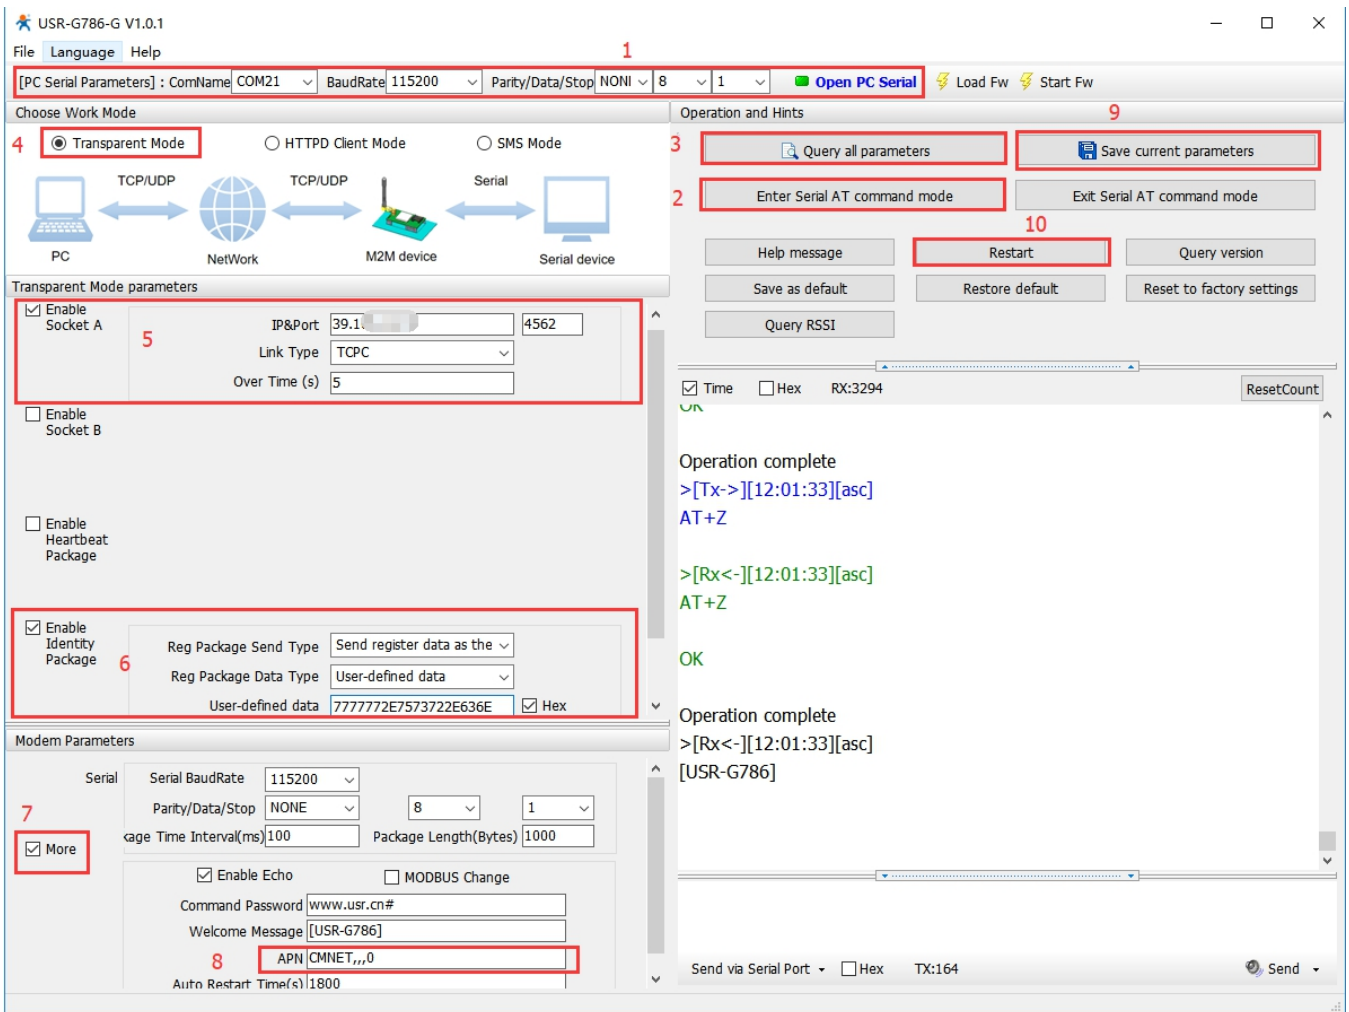 USR-G786-G V1.0.1
File Language Help
1
[PC Serial Parameters] : ComName COM21 BaudRate 115200 Parity/Data/Stop NONI 8 1 Open PC Serial Load Fw Start Fw
Choose Work Mode
4 Transparent Mode HTTPD Client Mode SMS Mode
TCP/UDP TCP/UDP Serial
PC NetWork M2M device Serial device
Transparent Mode parameters
Enable
Socket A
5
IP&Port 39.1 4562
Link Type TCPC
Over Time (s) 5
Enable
Socket B
Enable
Heartbeat
Package
Enable
Identity
Package
6
Reg Package Send Type Send register data as the
Reg Package Data Type User-defined data
User-defined data 7777772E7573722E636E Hex
Modem Parameters
Serial Serial BaudRate 115200
Parity/Data/Stop NONE 8 1
kage Time Interval(ms) 100 Package Length(Bytes) 1000
7
More
Enable Echo MODBUS Change
Command Password www.usr.cn#
Welcome Message [USR-G786]
8 APN CMNET,,,0
Auto Restart Time(s) 1800
Operation and Hints
9
3 Query all parameters Save current parameters
2 Enter Serial AT command mode Exit Serial AT command mode
10
Help message Restart Query version
Save as default Restore default Reset to factory settings
Query RSSI
Time Hex RX:3294 ResetCount
OK
Operation complete
>[Tx->][12:01:33][asc]
AT+Z
>[Rx<-][12:01:33][asc]
AT+Z
OK
Operation complete
>[Rx<-][12:01:33][asc]
[USR-G786]
Send via Serial Port Hex TX:164 Send